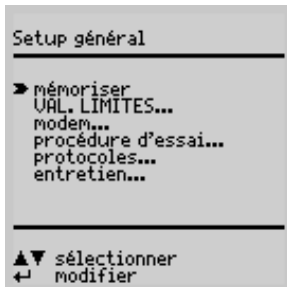 Setup général
mémoriser
VAL. LIMITES...
modem...
procédure d'essai...
protocoles...
entretien...
▲▼ sélectionner
↵ modifier